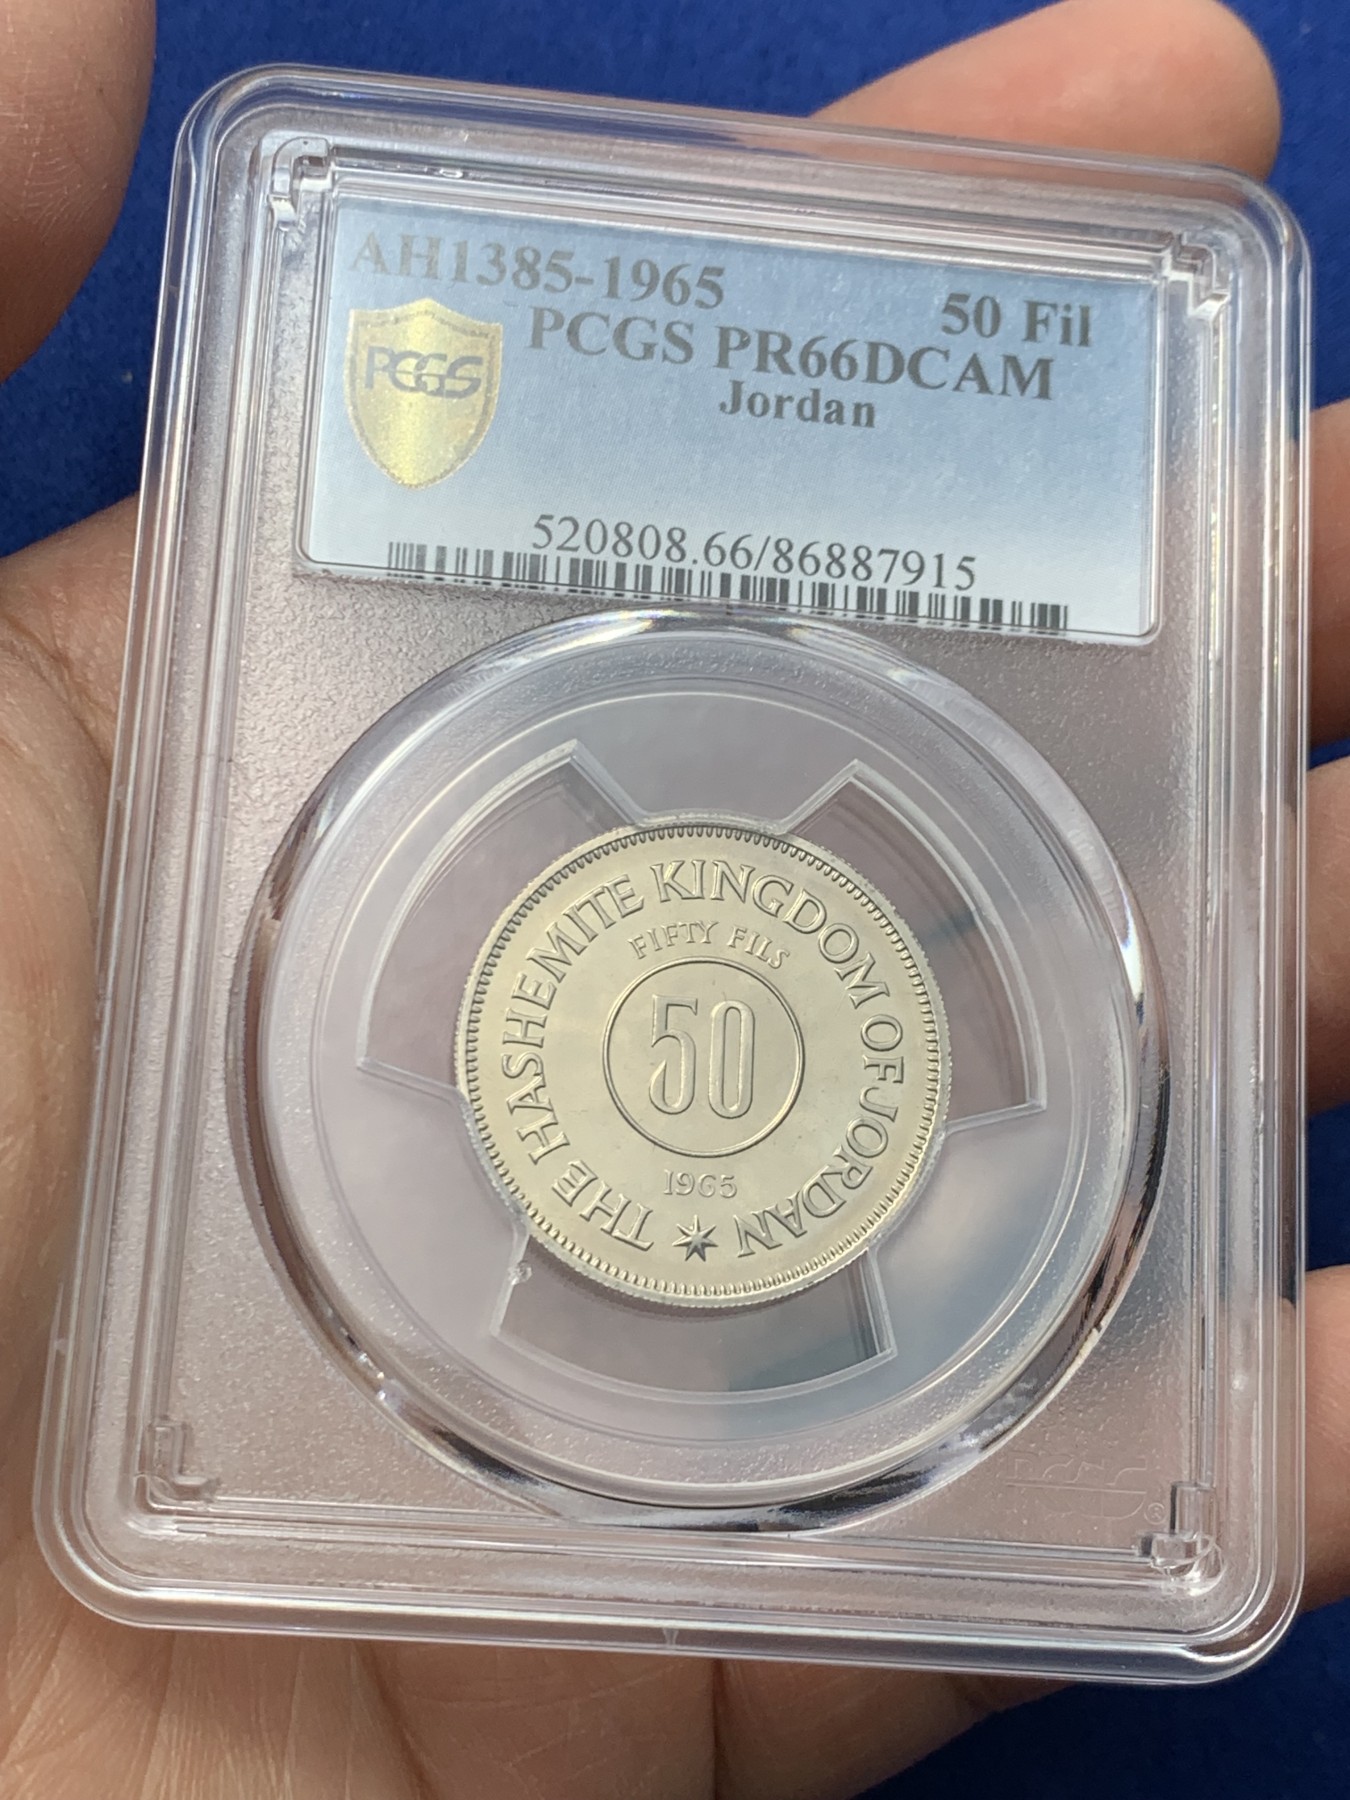 AH1385-1965 50 Fil
PCGS PCGS PR66DCAM
Jordan
520808.66/86887915
THE HASHEMITE KINGDOM OF JORDAN
FIFTY FILS
50
1965
PCGS